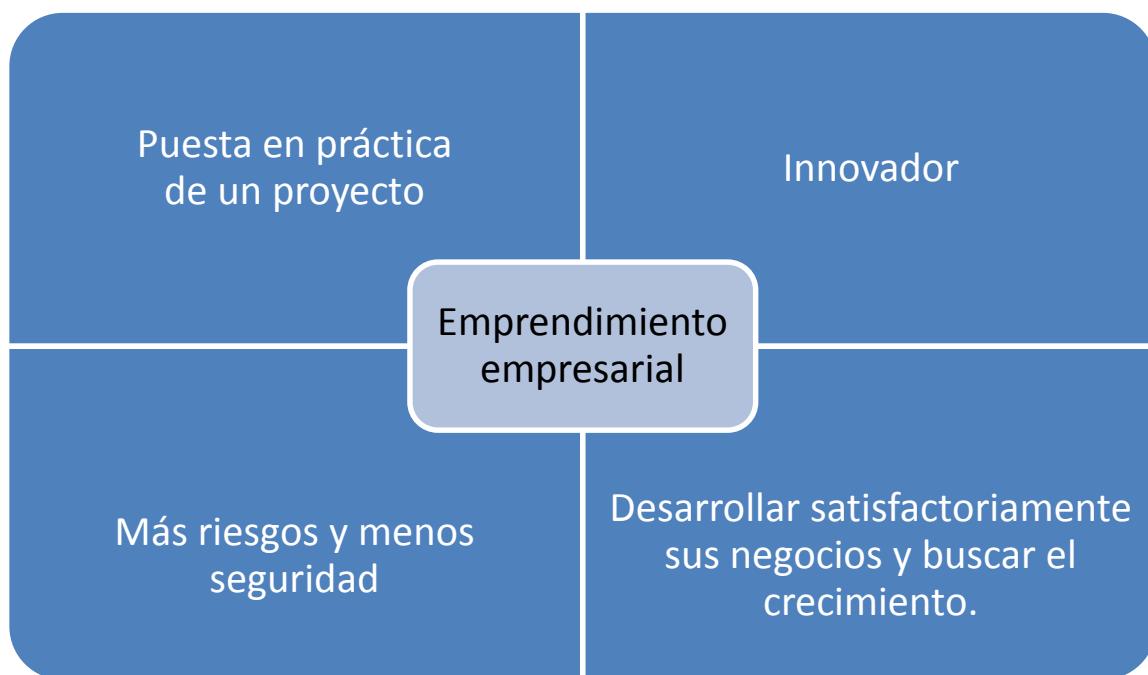 Puesta en práctica
de un proyecto
Innovador
Emprendimiento
empresarial
Más riesgos y menos
seguridad
Desarrollar satisfactoriamente
sus negocios y buscar el
crecimiento.